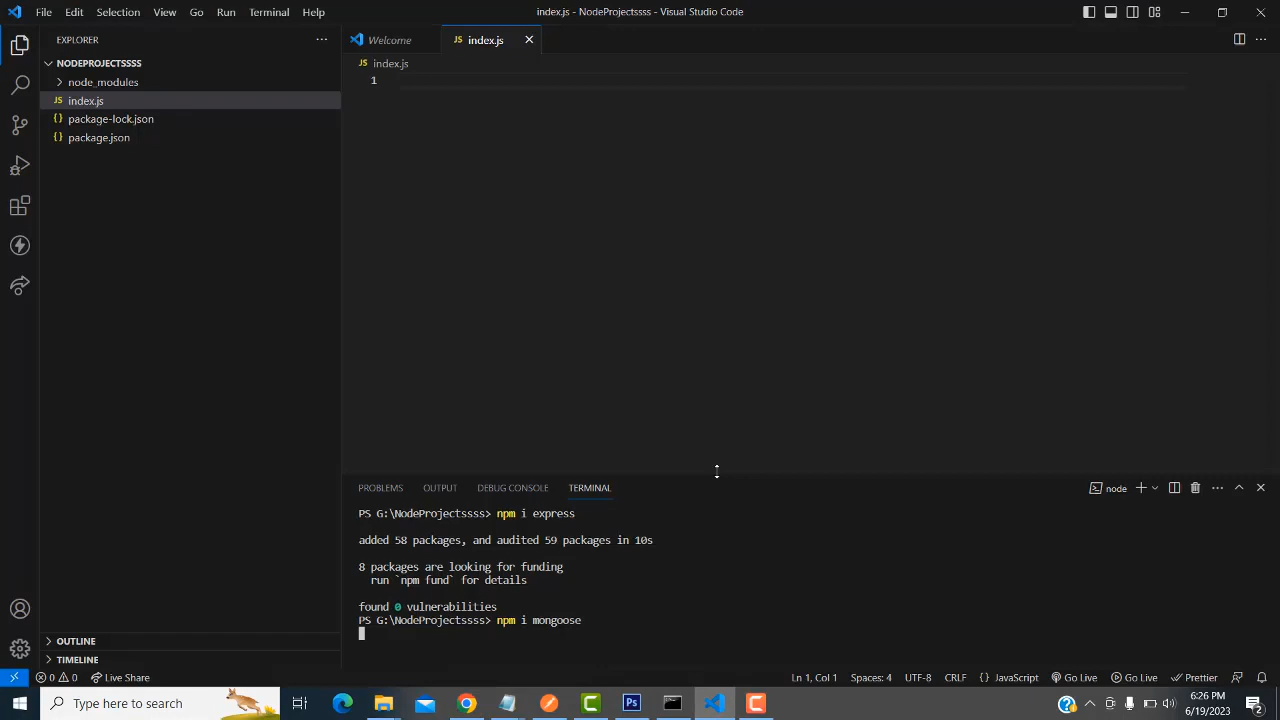 File Edit Selection View Go Run Terminal Help
index.js - NodeProjectssss - Visual Studio Code
EXPLORER
NODEPROJECTSSSS
node_modules
JS index.js
{} package-lock.json
{} package.json
OUTLINE
TIMELINE
Welcome
JS index.js
JS index.js
1
PROBLEMS OUTPUT DEBUG CONSOLE TERMINAL
node
PS G:\NodeProjectssss> npm i express
added 58 packages, and audited 59 packages in 10s
8 packages are looking for funding
run `npm fund` for details
found 0 vulnerabilities
PS G:\NodeProjectssss> npm i mongoose
0 0 Live Share
Ln 1, Col 1 Spaces: 4 UTF-8 CRLF {} JavaScript Go Live Go Live Prettier
Type here to search
Ps
6:26 PM
6/19/2023
2